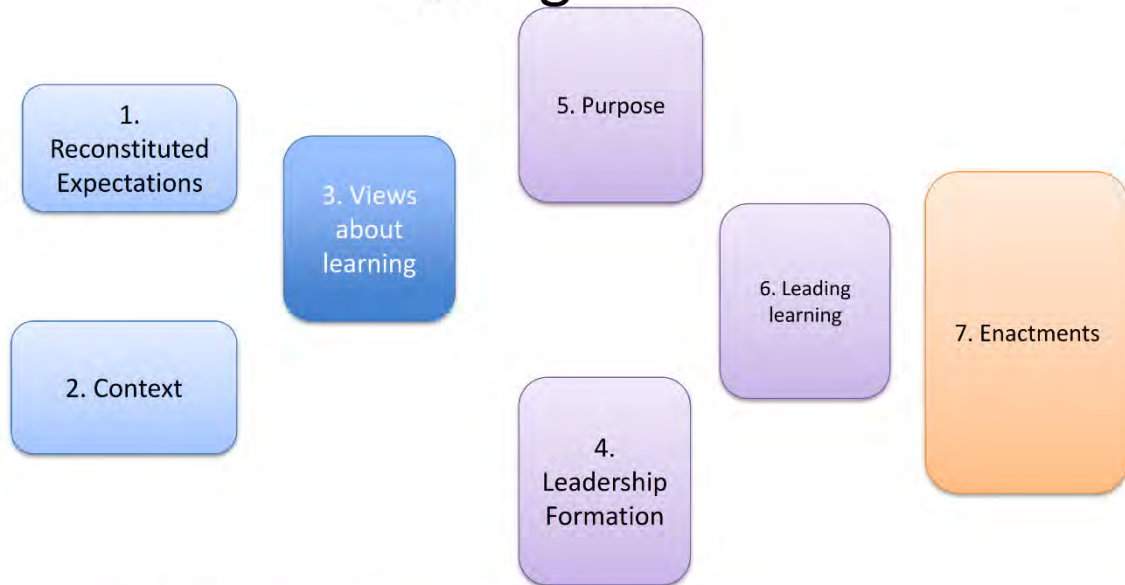 1.
Reconstituted
Expectations
2. Context
3. Views
about
learning
5. Purpose
4.
Leadership
Formation
6. Leading
learning
7. Enactments